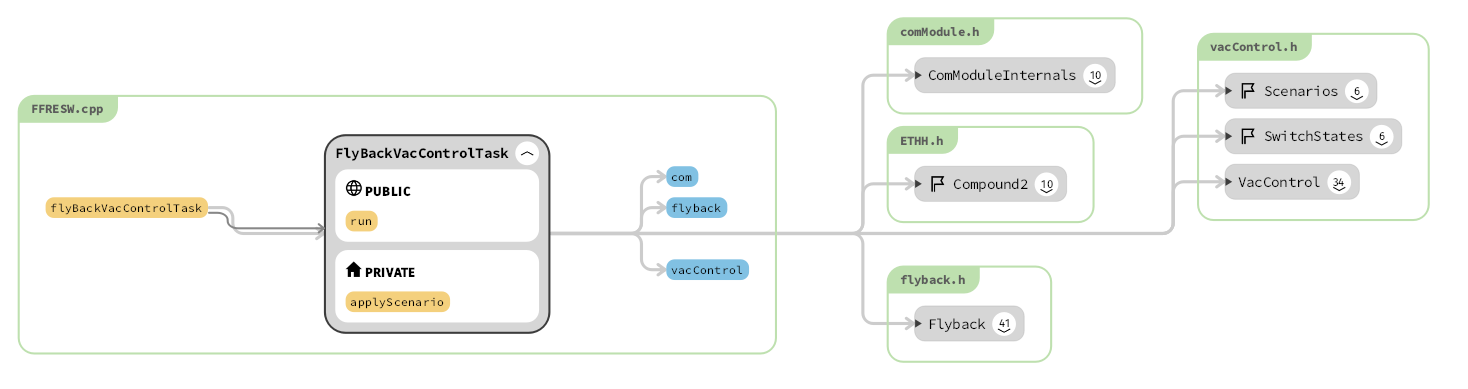 FFRESW.cpp
flyBackVacControlTask
FlyBackVacControlTask
PUBLIC
run
PRIVATE
applyScenario
com
flyback
vacControl
comModule.h
ComModuleInternals 10
ETHH.h
Compound2 10
flyback.h
Flyback 41
vacControl.h
Scenarios 6
SwitchStates 6
VacControl 34